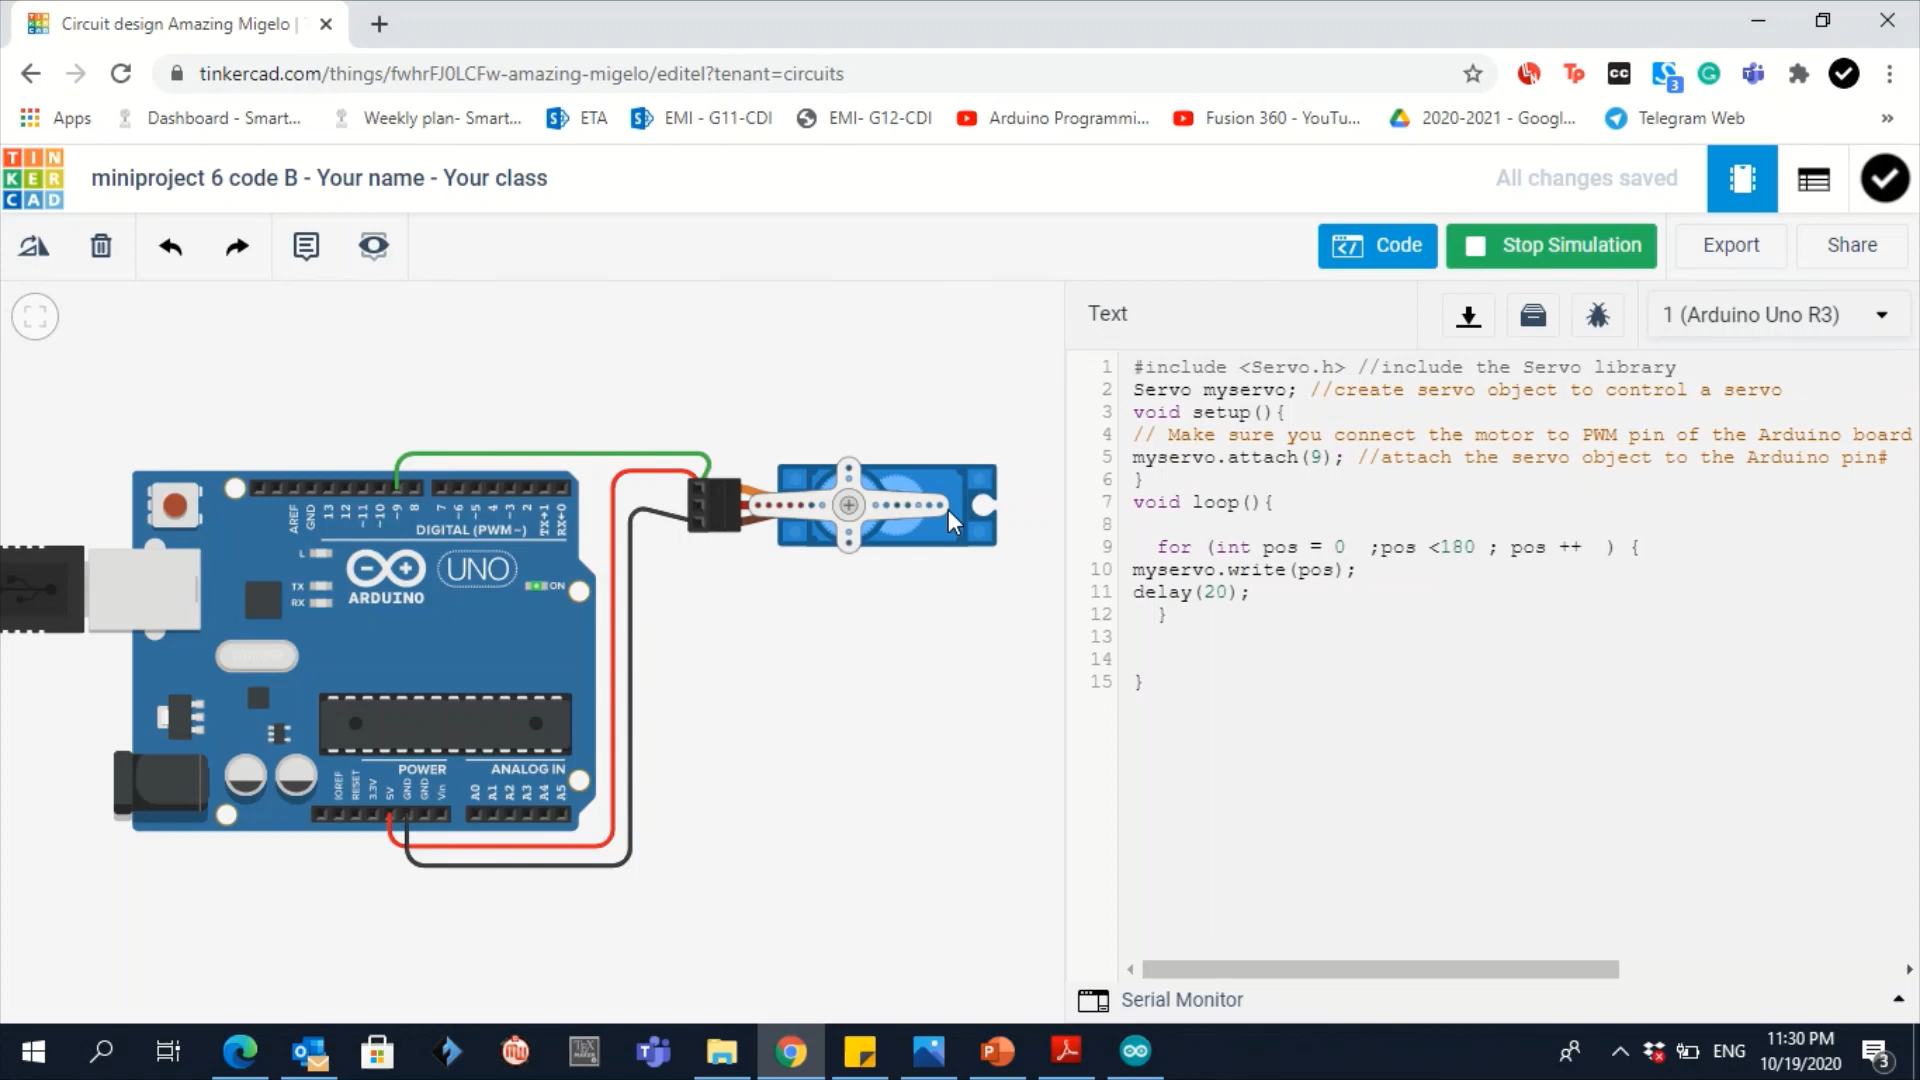 Circuit design Amazing Migelo |
tinkercad.com/things/fwhrFJ0LCFw-amazing-migelo/editel?tenant=circuits
Tp
CC
3
Apps
Dashboard - Smart...
Weekly plan- Smart...
ETA
EMI - G11-CDI
EMI- G12-CDI
Arduino Programmi...
Fusion 360 - YouTu...
2020-2021 - Googl...
Telegram Web
»
TIN
KER
CAD
miniproject 6 code B - Your name - Your class
All changes saved
Code
Stop Simulation
Export
Share
Text
1 (Arduino Uno R3)
1 #include <Servo.h> //include the Servo library
2 Servo myservo; //create servo object to control a servo
3 void setup(){
4 // Make sure you connect the motor to PWM pin of the Arduino board
5 myservo.attach(9); //attach the servo object to the Arduino pin#
6 }
7 void loop(){
8
9 for (int pos = 0  ;pos <180 ; pos ++  ) {
10 myservo.write(pos);
11 delay(20);
12 }
13
14
15 }
AREF
GND
13
12
~11
~10
~9
8
7
~6
~5
4
~3
2
TX→1
RX←0
DIGITAL (PWM~)
L
TX
RX
ARDUINO
UNO
ON
POWER
ANALOG IN
IOREF
RESET
3.3V
5V
GND
GND
Vin
A0
A1
A2
A3
A4
A5
Serial Monitor
ENG
11:30 PM
10/19/2020
3